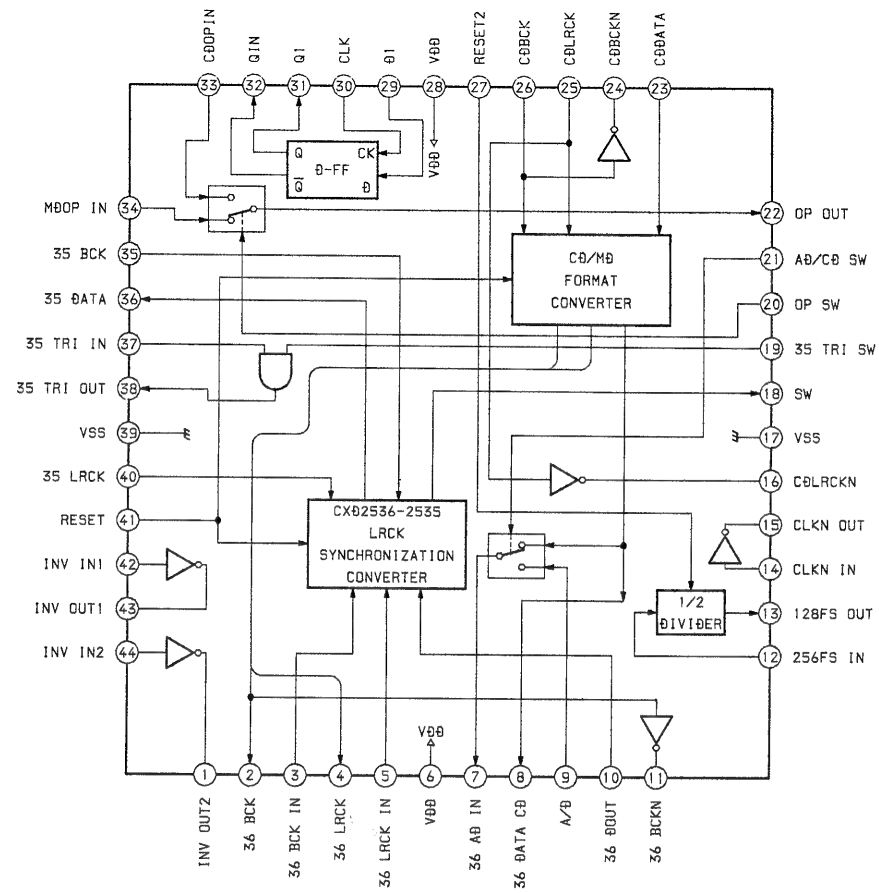 CDOPIN
QIN
Q1
CLK
D1
VDD
RESET2
CDBCK
CDLRCK
CDBCKN
CDDATA
33
32
31
30
29
28
27
26
25
24
23
VDD
Q CK
D-FF
Q D
34 MDOP IN
35 BCK 35
35 DATA 36
35 TRI IN 37
35 TRI OUT 38
VSS 39
35 LRCK 40
RESET 41
INV IN1 42
INV OUT1 43
INV IN2 44
CD/MD
FORMAT
CONVERTER
CXD2536-2535
LRCK
SYNCHRONIZATION
CONVERTER
1/2
DIVIDER
22 OP OUT
21 AD/CD SW
20 OP SW
19 35 TRI SW
18 SW
17 VSS
16 CDLRCKN
15 CLKN OUT
14 CLKN IN
13 128FS OUT
12 256FS IN
VDD
1
2
3
4
5
6
7
8
9
10
11
INV OUT2
36 BCK
36 BCK IN
36 LRCK
36 LRCK IN
VDD
36 AD IN
36 DATA CD
A/D
36 DOUT
36 BCKN